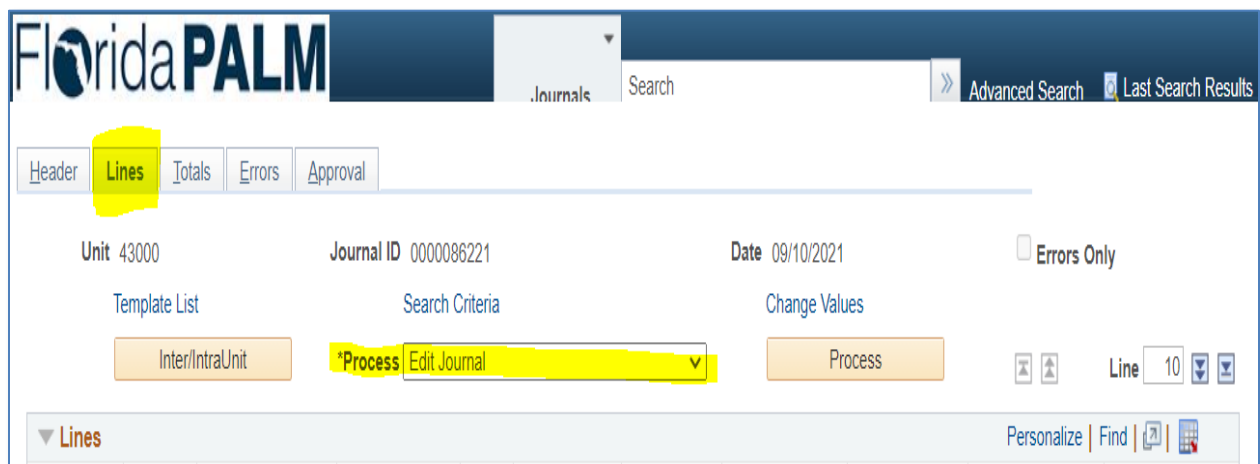 Florida PALM
Journals Search » Advanced Search Last Search Results
Header Lines Totals Errors Approval
Unit 43000 Journal ID 0000086221 Date 09/10/2021 Errors Only
Template List Search Criteria Change Values
Inter/IntraUnit *Process Edit Journal Process Line 10
Lines Personalize | Find | |